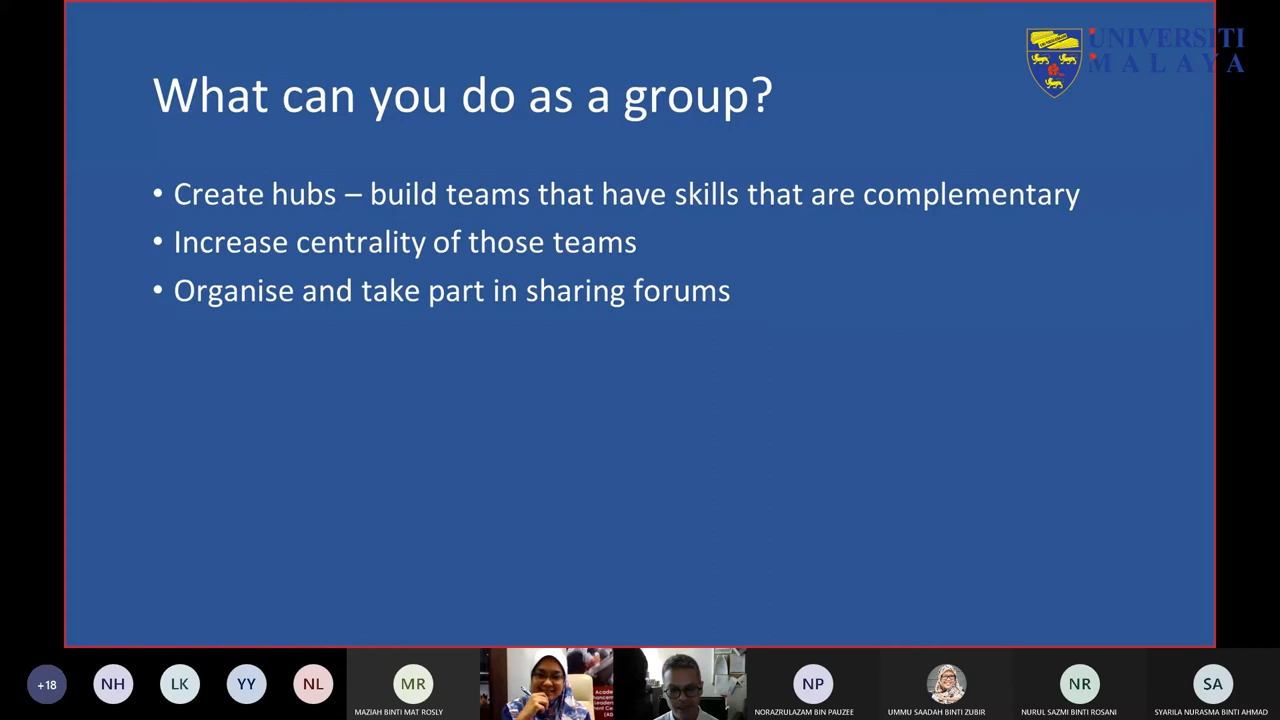 UNIVERSITI
MALAYA
What can you do as a group?
• Create hubs – build teams that have skills that are complementary
• Increase centrality of those teams
• Organise and take part in sharing forums
+18
NH
LK
YY
NL
MR
MAZIAH BINTI MAT ROSLY
NP
NORAZRULAZAM BIN PAUZEE
UMMU SAADAH BINTI ZUBIR
NR
NURUL SAZMI BINTI ROSANI
SA
SYARILA NURASMA BINTI AHMAD